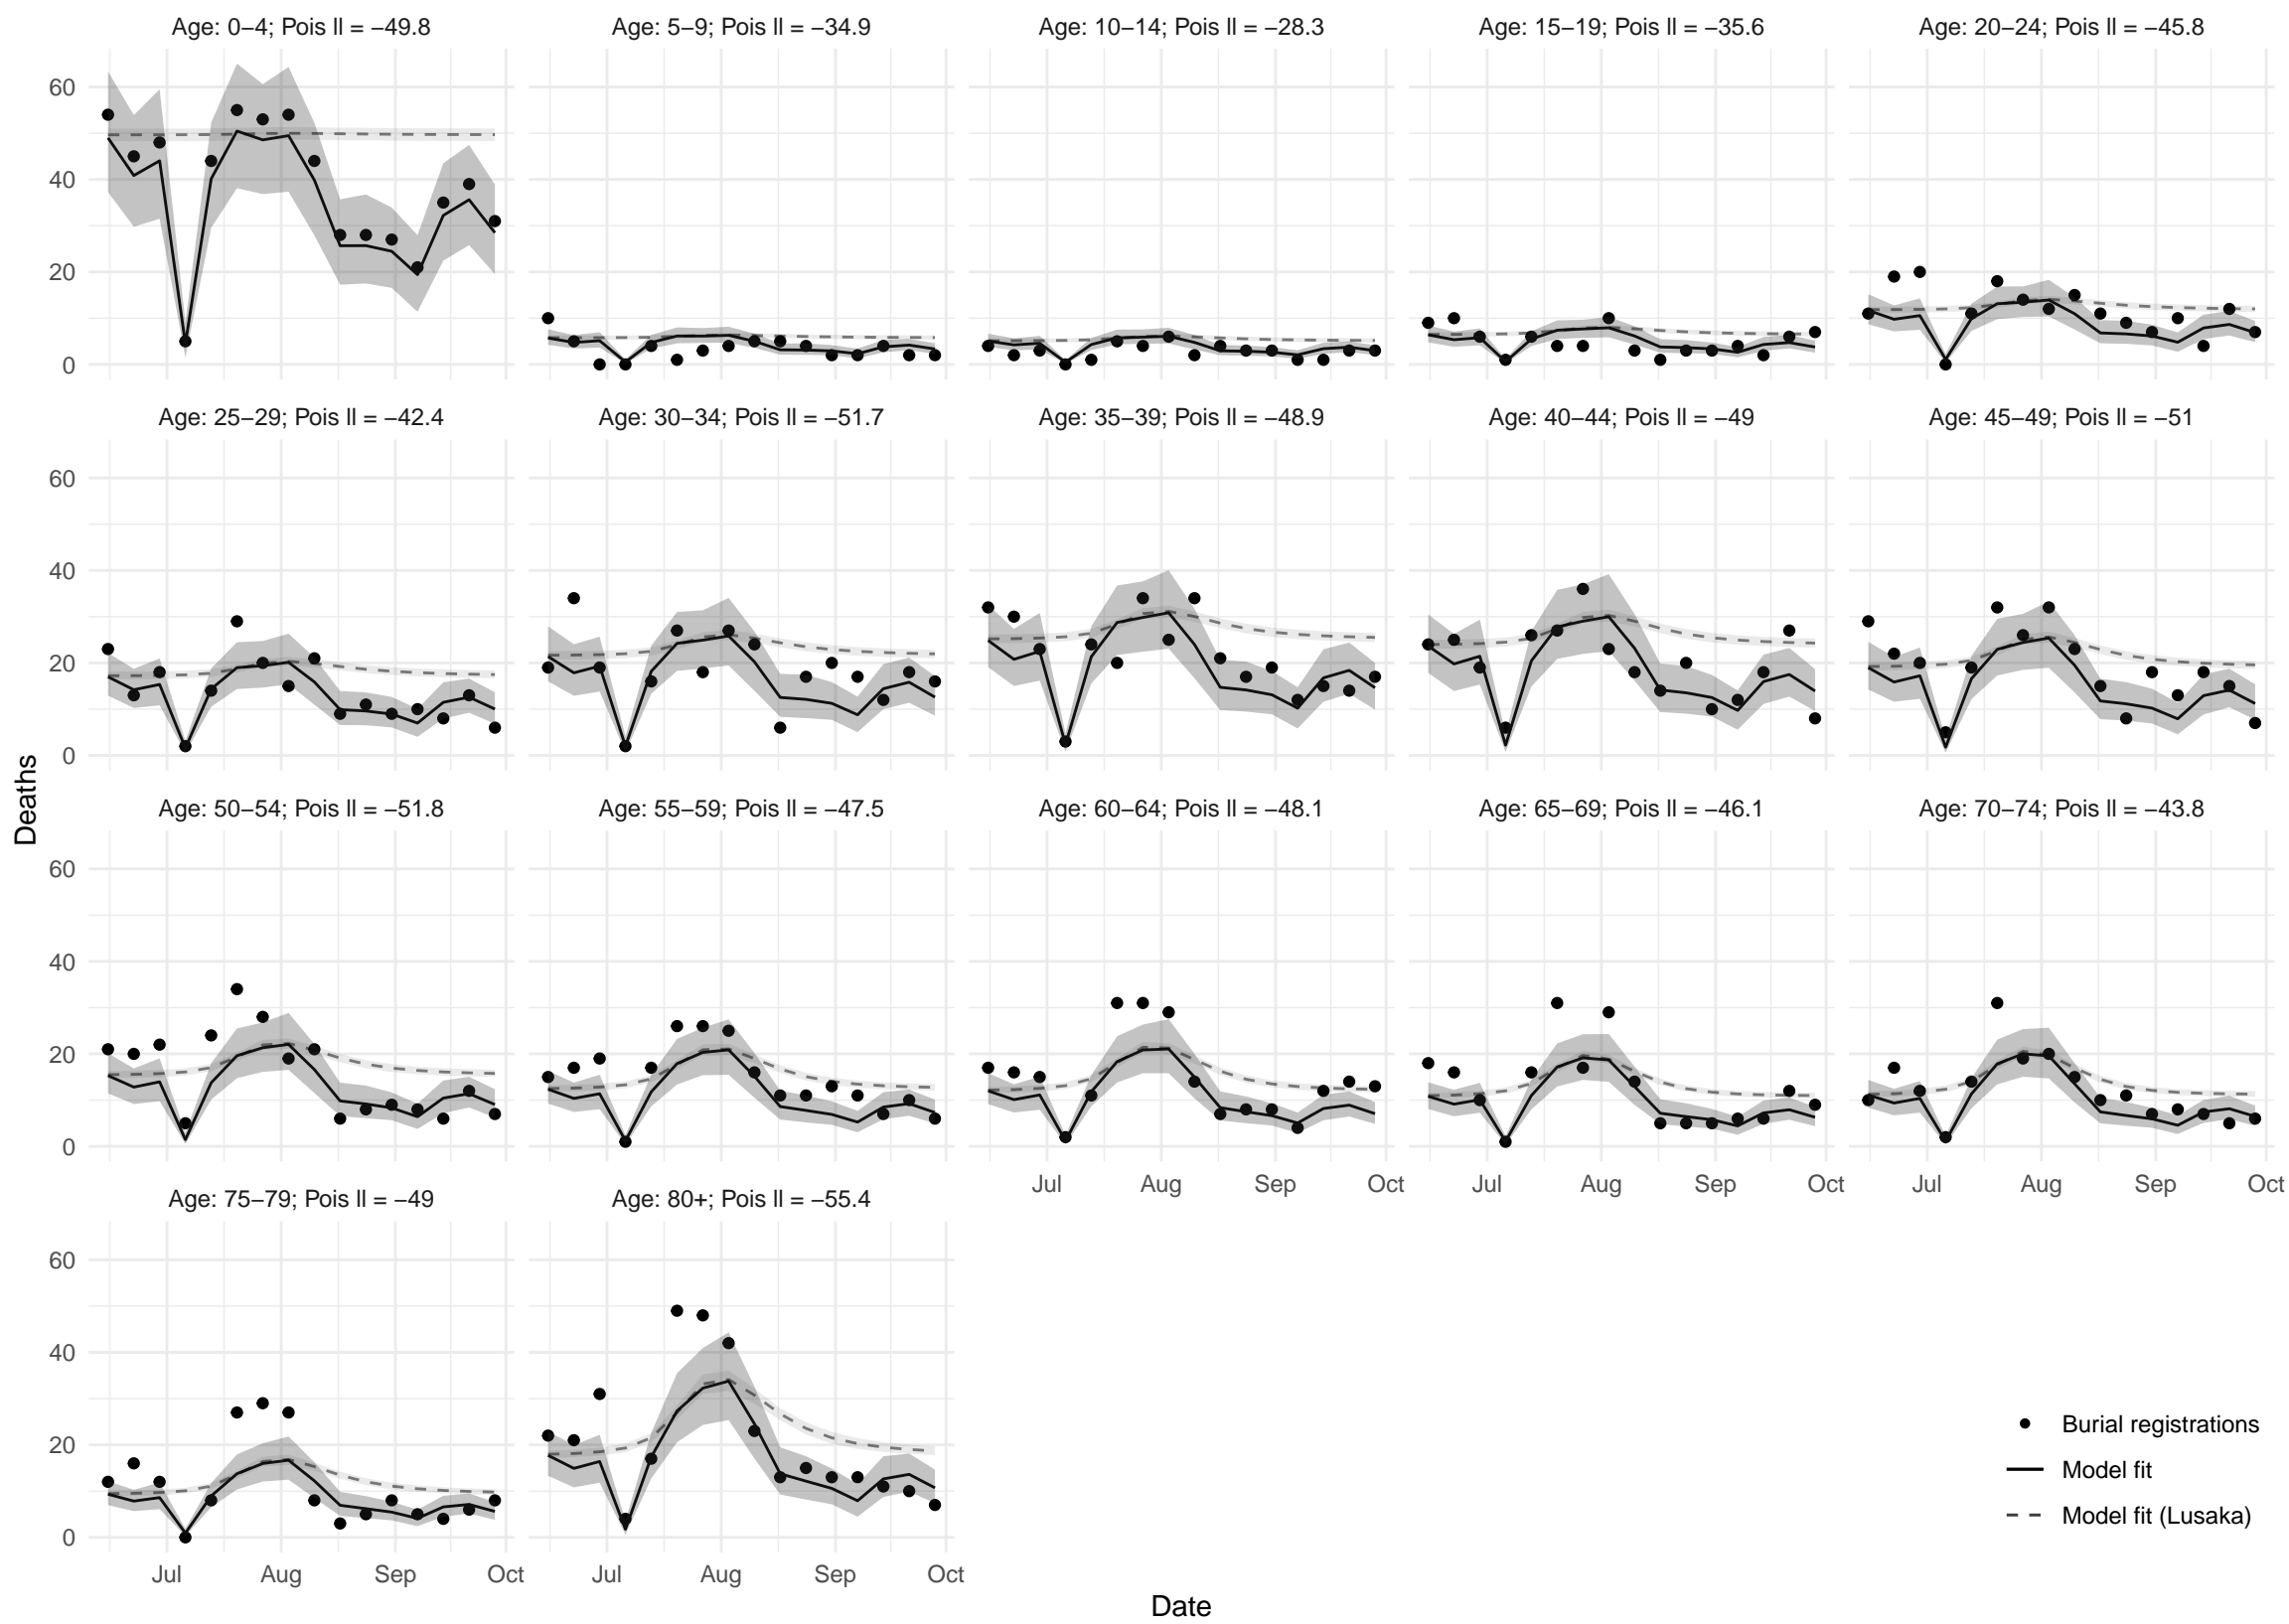 Age: 0−4; Pois ll = −49.8
Age: 5−9; Pois ll = −34.9
Age: 10−14; Pois ll = −28.3
Age: 15−19; Pois ll = −35.6
Age: 20−24; Pois ll = −45.8
60
40
20
0
Age: 25−29; Pois ll = −42.4
Age: 30−34; Pois ll = −51.7
Age: 35−39; Pois ll = −48.9
Age: 40−44; Pois ll = −49
Age: 45−49; Pois ll = −51
60
40
20
0
Deaths
Age: 50−54; Pois ll = −51.8
Age: 55−59; Pois ll = −47.5
Age: 60−64; Pois ll = −48.1
Age: 65−69; Pois ll = −46.1
Age: 70−74; Pois ll = −43.8
60
40
20
0
Jul Aug Sep Oct
Jul Aug Sep Oct
Jul Aug Sep Oct
Age: 75−79; Pois ll = −49
Age: 80+; Pois ll = −55.4
60
40
20
0
Jul Aug Sep Oct
Jul Aug Sep Oct
Burial registrations
Model fit
Model fit (Lusaka)
Date